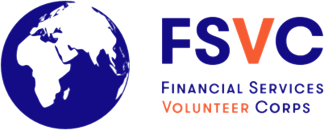 FSVC
Financial Services
Volunteer Corps